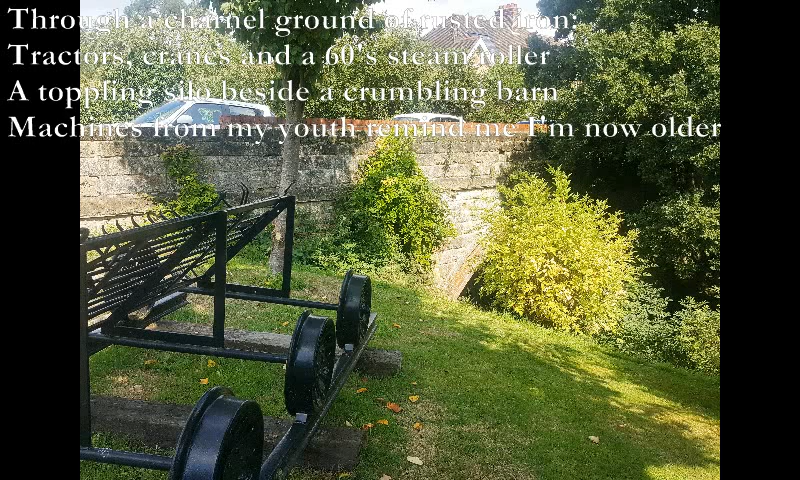 Through a charnel ground of rusted iron;
Tractors, cranes and a 60's steam roller
A toppling silo beside a crumbling barn
Machines from my youth remind me I'm now older